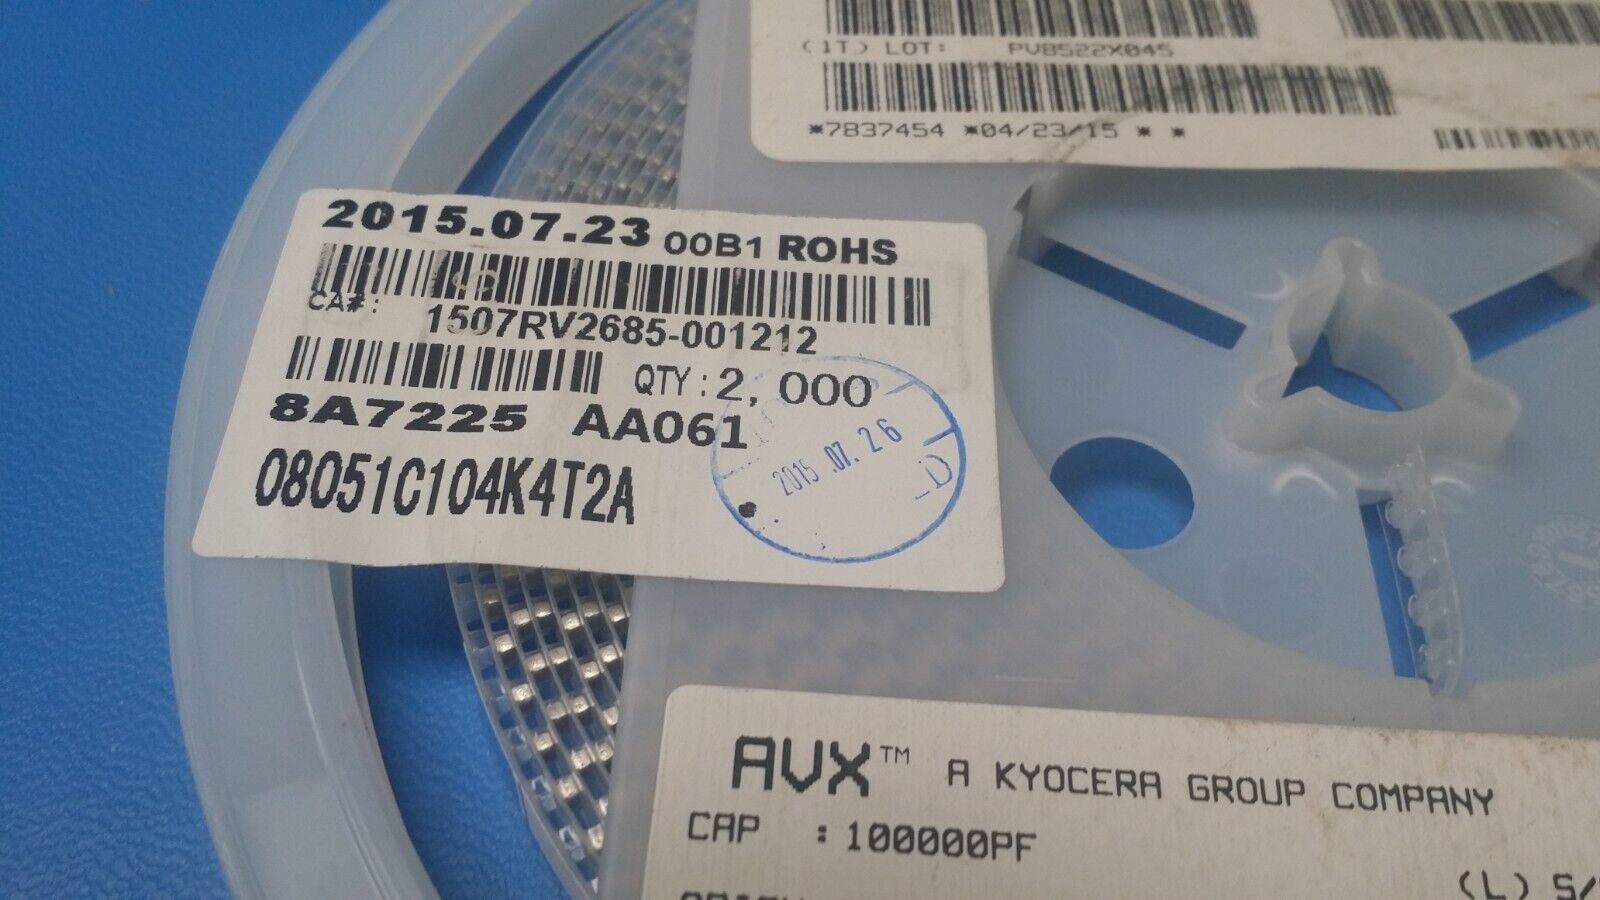 (1T) LOT: PV8522X045
*7837454 *04/23/15 * *
2015.07.23 00B1 ROHS
CA#: 1507RV2685-001212
QTY : 2, 000
8A7225 AA061
08051C104K4T2A
2015.07.26
AVX™ A KYOCERA GROUP COMPANY
CAP : 100000PF
(L)